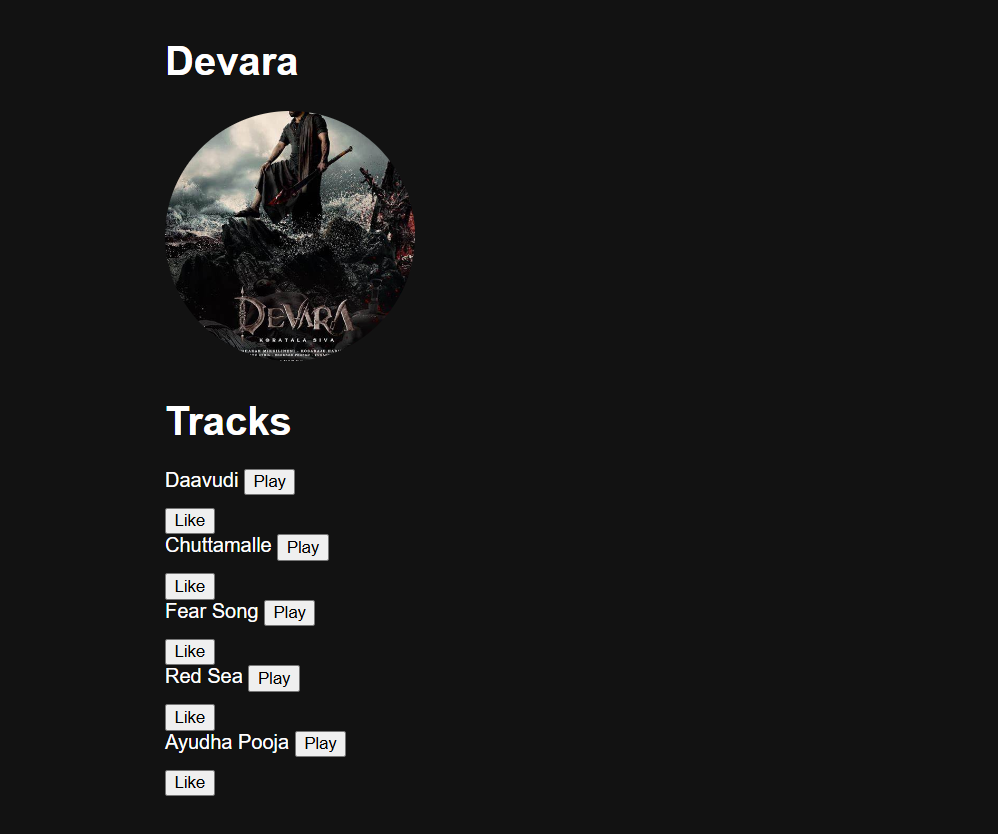 Devara
DEVARA
KORATALA SIVA
Tracks
Daavudi Play
Like
Chuttamalle Play
Like
Fear Song Play
Like
Red Sea Play
Like
Ayudha Pooja Play
Like